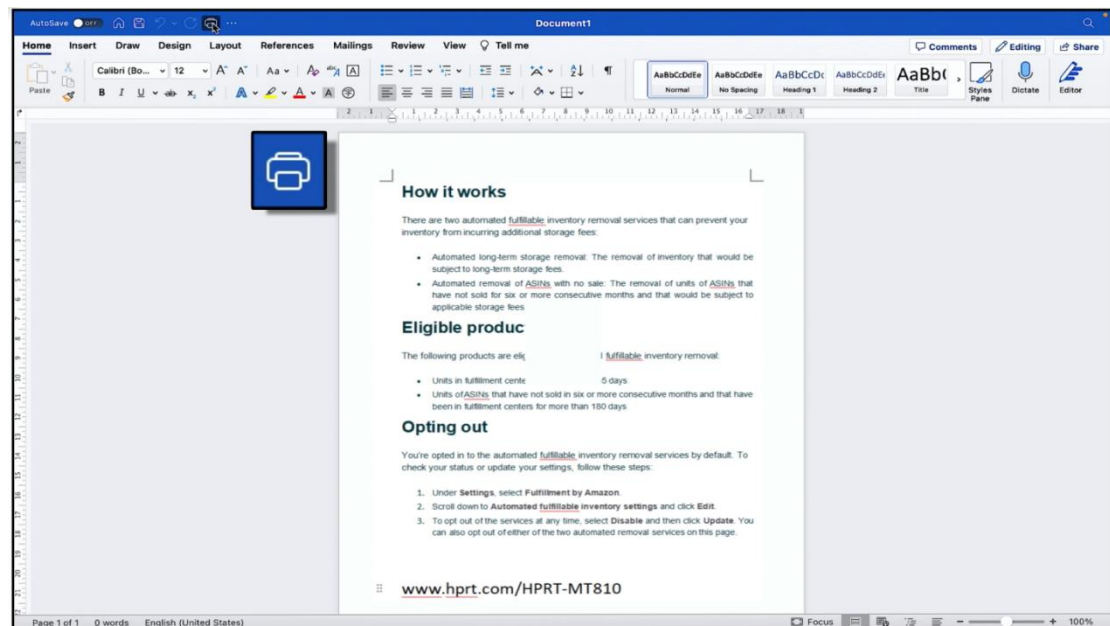 AutoSave OFF
Document1
Home Insert Draw Design Layout References Mailings Review View Tell me Comments Editing Share
Paste
Calibri (Bo... 12
AaBbCcDdEe
Normal
AaBbCcDdEe
No Spacing
AaBbCcDc
Heading 1
AaBbCcDdEe
Heading 2
AaBb(
Title
Styles Pane
Dictate
Editor
How it works
There are two automated fulfillable inventory removal services that can prevent your
inventory from incurring additional storage fees:
• Automated long-term storage removal: The removal of inventory that would be
subject to long-term storage fees.
• Automated removal of ASINs with no sale: The removal of units of ASINs that
have not sold for six or more consecutive months and that would be subject to
applicable storage fees
Eligible produc
The following products are elig l fulfillable inventory removal:
• Units in fulfillment cente 5 days
• Units of ASINs that have not sold in six or more consecutive months and that have
been in fulfillment centers for more than 180 days
Opting out
You're opted in to the automated fulfillable inventory removal services by default. To
check your status or update your settings, follow these steps:
1. Under Settings, select Fulfillment by Amazon.
2. Scroll down to Automated fulfillable inventory settings and click Edit.
3. To opt out of the services at any time, select Disable and then click Update. You
can also opt out of either of the two automated removal services on this page.
www.hprt.com/HPRT-MT810
Page 1 of 1 0 words English (United States) Focus 100%